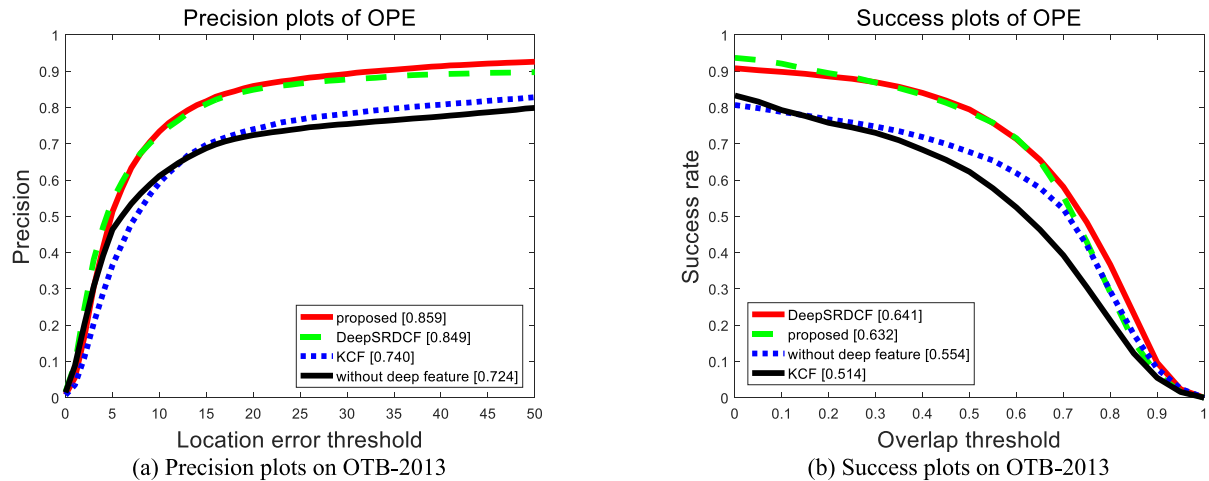 Precision plots of OPE
1
0.9
0.8
0.7
0.6
0.5
0.4
0.3
0.2
0.1
0
Precision
0 5 10 15 20 25 30 35 40 45 50
Location error threshold
proposed [0.859]
DeepSRDCF [0.849]
KCF [0.740]
without deep feature [0.724]
(a) Precision plots on OTB-2013
Success plots of OPE
1
0.9
0.8
0.7
0.6
0.5
0.4
0.3
0.2
0.1
0
Success rate
0 0.1 0.2 0.3 0.4 0.5 0.6 0.7 0.8 0.9 1
Overlap threshold
DeepSRDCF [0.641]
proposed [0.632]
without deep feature [0.554]
KCF [0.514]
(b) Success plots on OTB-2013